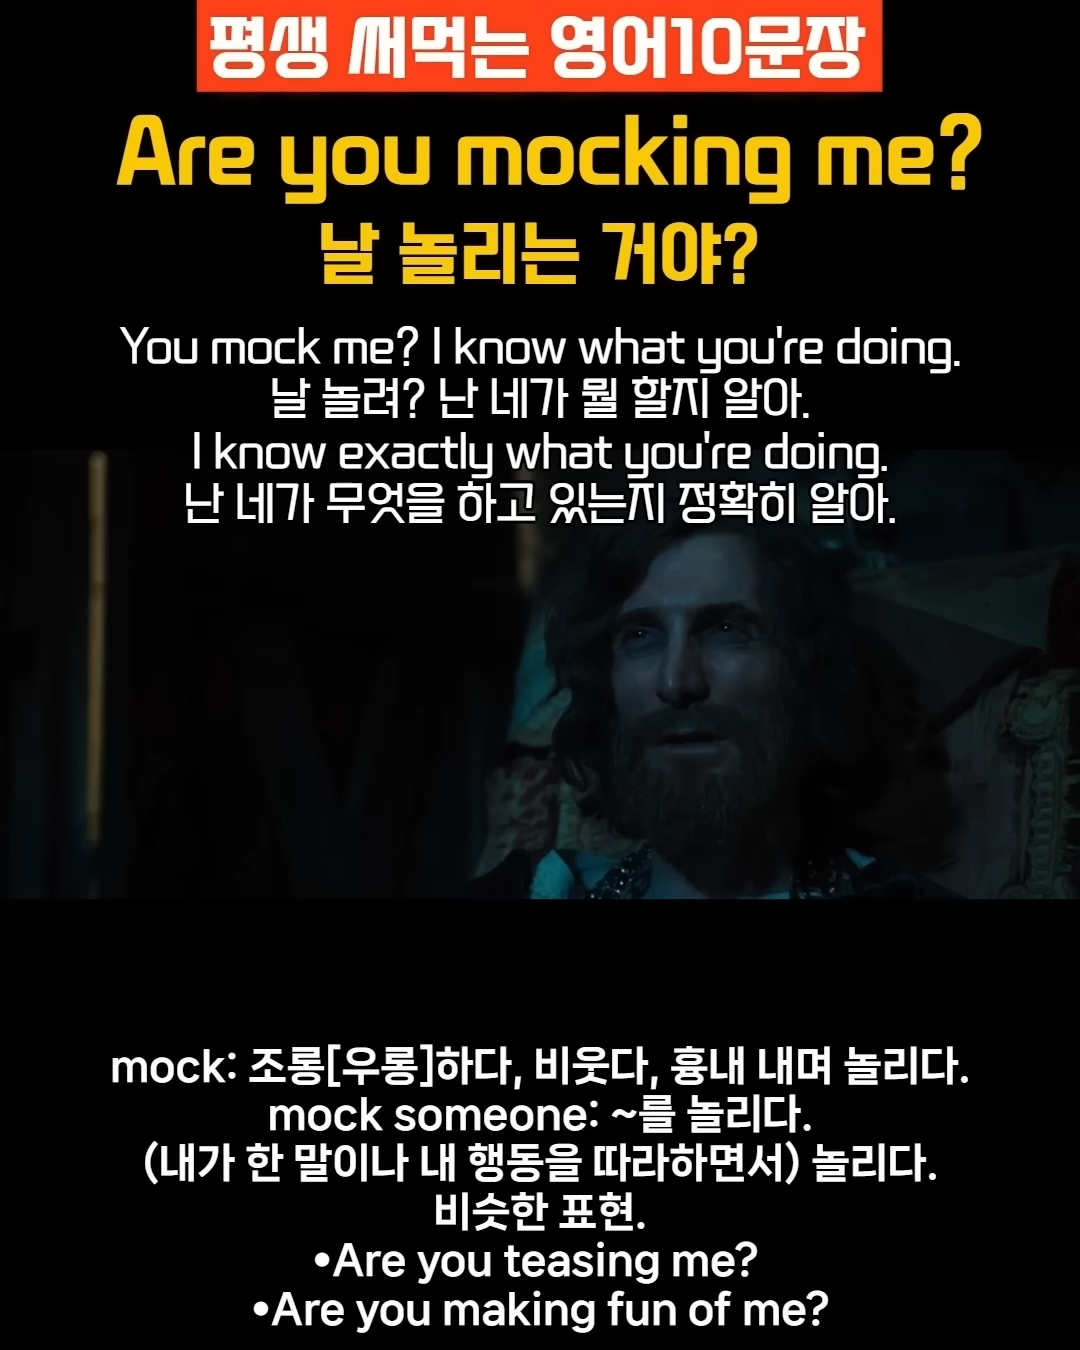 평생 써먹는 영어10문장
Are you mocking me?
날 놀리는 거야?
You mock me? I know what you're doing.
날 놀려? 난 네가 뭘 할지 알아.
I know exactly what you're doing.
난 네가 무엇을 하고 있는지 정확히 알아.
mock: 조롱[우롱]하다, 비웃다, 흉내 내며 놀리다.
mock someone: ~를 놀리다.
(내가 한 말이나 내 행동을 따라하면서) 놀리다.
비슷한 표현.
•Are you teasing me?
•Are you making fun of me?